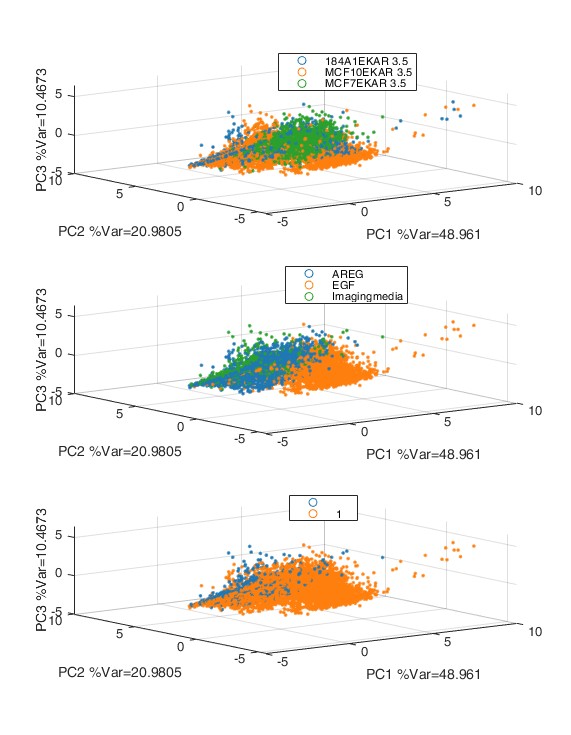 184A1EKAR 3.5
MCF10EKAR 3.5
MCF7EKAR 3.5
PC3 %Var=10.4673
5
0
-5
10
5
0
-5
-5
0
5
10
PC2 %Var=20.9805
PC1 %Var=48.961
AREG
EGF
Imagingmedia
PC3 %Var=10.4673
5
0
-5
10
5
0
-5
-5
0
5
10
PC2 %Var=20.9805
PC1 %Var=48.961
1
PC3 %Var=10.4673
5
0
-5
10
5
0
-5
-5
0
5
10
PC2 %Var=20.9805
PC1 %Var=48.961